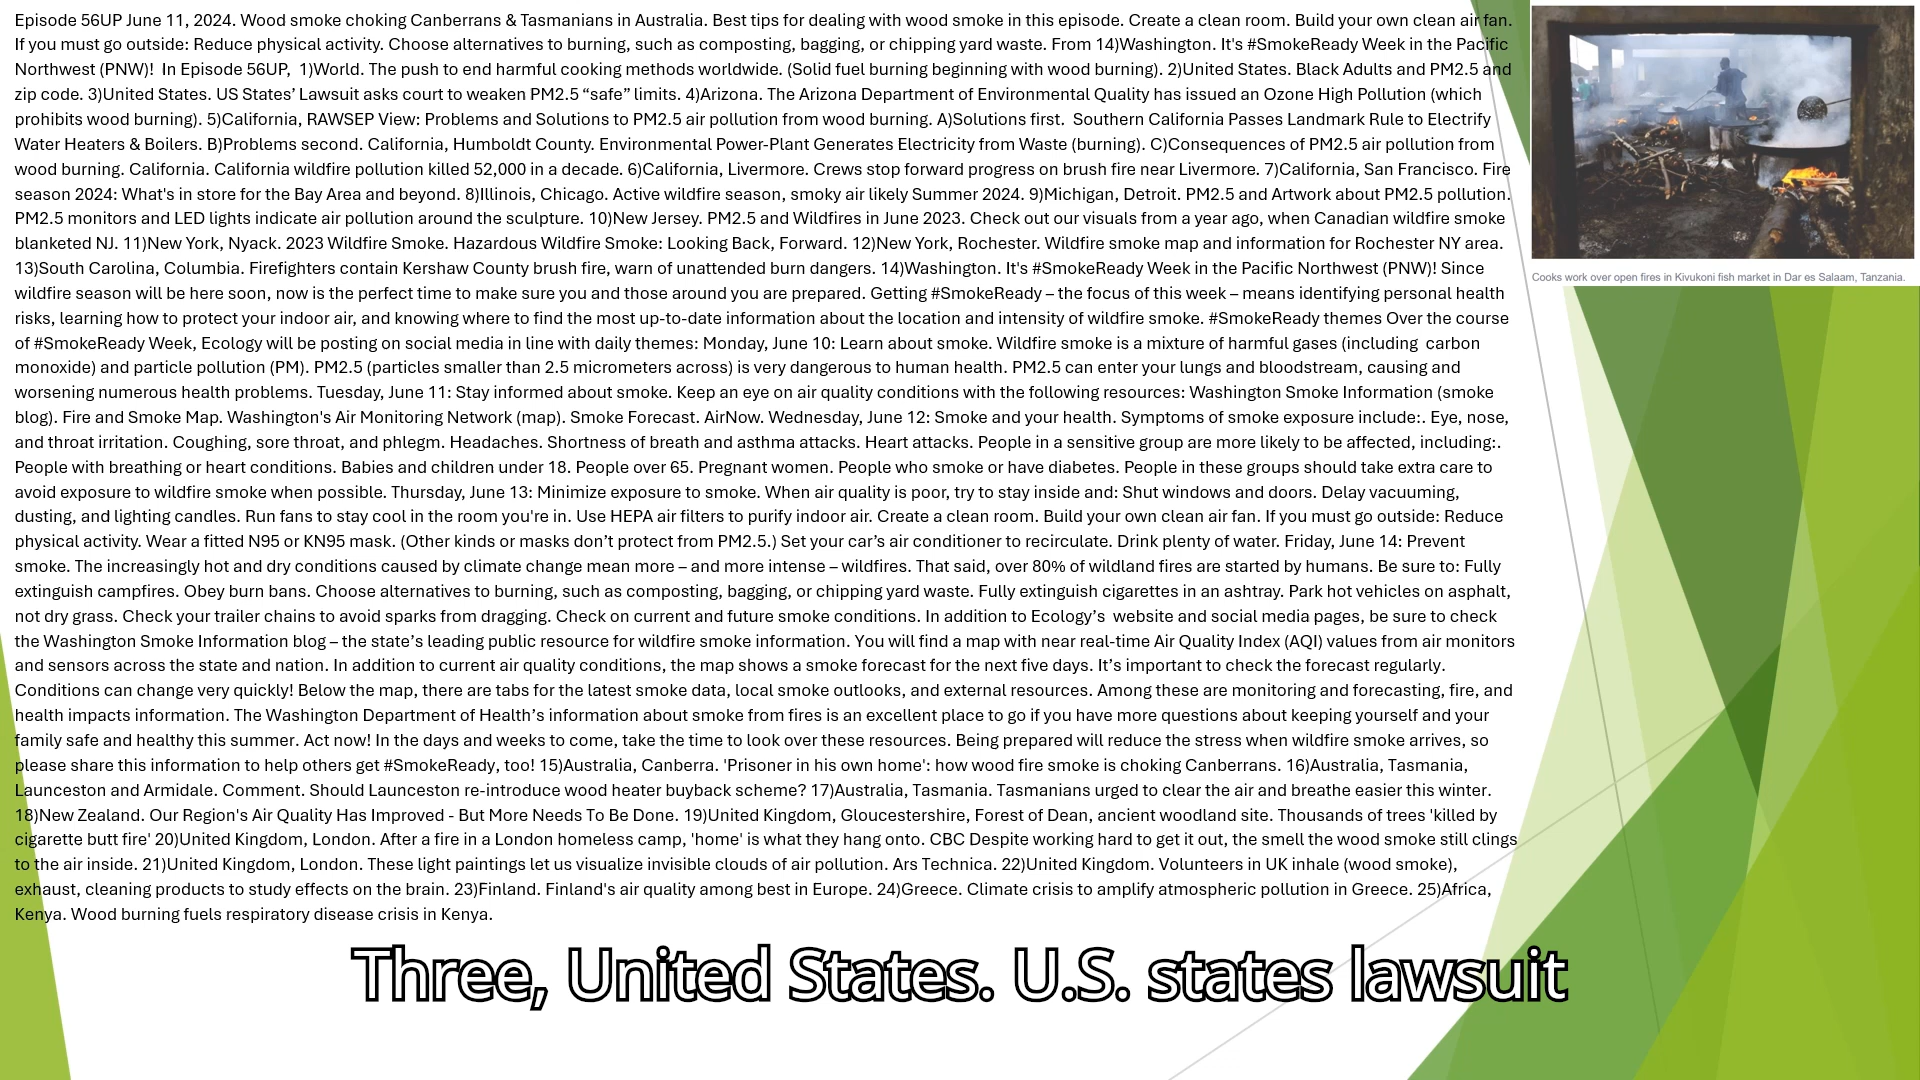 Episode 56UP June 11, 2024. Wood smoke choking Canberrans & Tasmanians in Australia. Best tips for dealing with wood smoke in this episode. Create a clean room. Build your own clean air fan.
If you must go outside: Reduce physical activity. Choose alternatives to burning, such as composting, bagging, or chipping yard waste. From 14)Washington. It's #SmokeReady Week in the Pacific
Northwest (PNW)!  In Episode 56UP,  1)World. The push to end harmful cooking methods worldwide. (Solid fuel burning beginning with wood burning). 2)United States. Black Adults and PM2.5 and
zip code. 3)United States. US States’ Lawsuit asks court to weaken PM2.5 “safe” limits. 4)Arizona. The Arizona Department of Environmental Quality has issued an Ozone High Pollution (which
prohibits wood burning). 5)California, RAWSEP View: Problems and Solutions to PM2.5 air pollution from wood burning. A)Solutions first.  Southern California Passes Landmark Rule to Electrify
Water Heaters & Boilers. B)Problems second. California, Humboldt County. Environmental Power-Plant Generates Electricity from Waste (burning). C)Consequences of PM2.5 air pollution from
wood burning. California. California wildfire pollution killed 52,000 in a decade. 6)California, Livermore. Crews stop forward progress on brush fire near Livermore. 7)California, San Francisco. Fire
season 2024: What's in store for the Bay Area and beyond. 8)Illinois, Chicago. Active wildfire season, smoky air likely Summer 2024. 9)Michigan, Detroit. PM2.5 and Artwork about PM2.5 pollution.
PM2.5 monitors and LED lights indicate air pollution around the sculpture. 10)New Jersey. PM2.5 and Wildfires in June 2023. Check out our visuals from a year ago, when Canadian wildfire smoke
blanketed NJ. 11)New York, Nyack. 2023 Wildfire Smoke. Hazardous Wildfire Smoke: Looking Back, Forward. 12)New York, Rochester. Wildfire smoke map and information for Rochester NY area.
13)South Carolina, Columbia. Firefighters contain Kershaw County brush fire, warn of unattended burn dangers. 14)Washington. It's #SmokeReady Week in the Pacific Northwest (PNW)! Since
wildfire season will be here soon, now is the perfect time to make sure you and those around you are prepared. Getting #SmokeReady – the focus of this week – means identifying personal health
risks, learning how to protect your indoor air, and knowing where to find the most up-to-date information about the location and intensity of wildfire smoke. #SmokeReady themes Over the course
of #SmokeReady Week, Ecology will be posting on social media in line with daily themes: Monday, June 10: Learn about smoke. Wildfire smoke is a mixture of harmful gases (including  carbon
monoxide) and particle pollution (PM). PM2.5 (particles smaller than 2.5 micrometers across) is very dangerous to human health. PM2.5 can enter your lungs and bloodstream, causing and
worsening numerous health problems. Tuesday, June 11: Stay informed about smoke. Keep an eye on air quality conditions with the following resources: Washington Smoke Information (smoke
blog). Fire and Smoke Map. Washington's Air Monitoring Network (map). Smoke Forecast. AirNow. Wednesday, June 12: Smoke and your health. Symptoms of smoke exposure include:. Eye, nose,
and throat irritation. Coughing, sore throat, and phlegm. Headaches. Shortness of breath and asthma attacks. Heart attacks. People in a sensitive group are more likely to be affected, including:.
People with breathing or heart conditions. Babies and children under 18. People over 65. Pregnant women. People who smoke or have diabetes. People in these groups should take extra care to
avoid exposure to wildfire smoke when possible. Thursday, June 13: Minimize exposure to smoke. When air quality is poor, try to stay inside and: Shut windows and doors. Delay vacuuming,
dusting, and lighting candles. Run fans to stay cool in the room you're in. Use HEPA air filters to purify indoor air. Create a clean room. Build your own clean air fan. If you must go outside: Reduce
physical activity. Wear a fitted N95 or KN95 mask. (Other kinds or masks don’t protect from PM2.5.) Set your car’s air conditioner to recirculate. Drink plenty of water. Friday, June 14: Prevent
smoke. The increasingly hot and dry conditions caused by climate change mean more – and more intense – wildfires. That said, over 80% of wildland fires are started by humans. Be sure to: Fully
extinguish campfires. Obey burn bans. Choose alternatives to burning, such as composting, bagging, or chipping yard waste. Fully extinguish cigarettes in an ashtray. Park hot vehicles on asphalt,
not dry grass. Check your trailer chains to avoid sparks from dragging. Check on current and future smoke conditions. In addition to Ecology’s  website and social media pages, be sure to check
the Washington Smoke Information blog – the state’s leading public resource for wildfire smoke information. You will find a map with near real-time Air Quality Index (AQI) values from air monitors
and sensors across the state and nation. In addition to current air quality conditions, the map shows a smoke forecast for the next five days. It’s important to check the forecast regularly.
Conditions can change very quickly! Below the map, there are tabs for the latest smoke data, local smoke outlooks, and external resources. Among these are monitoring and forecasting, fire, and
health impacts information. The Washington Department of Health’s information about smoke from fires is an excellent place to go if you have more questions about keeping yourself and your
family safe and healthy this summer. Act now! In the days and weeks to come, take the time to look over these resources. Being prepared will reduce the stress when wildfire smoke arrives, so
please share this information to help others get #SmokeReady, too! 15)Australia, Canberra. 'Prisoner in his own home': how wood fire smoke is choking Canberrans. 16)Australia, Tasmania,
Launceston and Armidale. Comment. Should Launceston re-introduce wood heater buyback scheme? 17)Australia, Tasmania. Tasmanians urged to clear the air and breathe easier this winter.
18)New Zealand. Our Region's Air Quality Has Improved - But More Needs To Be Done. 19)United Kingdom, Gloucestershire, Forest of Dean, ancient woodland site. Thousands of trees 'killed by
cigarette butt fire' 20)United Kingdom, London. After a fire in a London homeless camp, 'home' is what they hang onto. CBC Despite working hard to get it out, the smell the wood smoke still clings
to the air inside. 21)United Kingdom, London. These light paintings let us visualize invisible clouds of air pollution. Ars Technica. 22)United Kingdom. Volunteers in UK inhale (wood smoke),
exhaust, cleaning products to study effects on the brain. 23)Finland. Finland's air quality among best in Europe. 24)Greece. Climate crisis to amplify atmospheric pollution in Greece. 25)Africa,
Kenya. Wood burning fuels respiratory disease crisis in Kenya.
Cooks work over open fires in Kivukoni fish market in Dar es Salaam, Tanzania.
Three, United States. U.S. states lawsuit